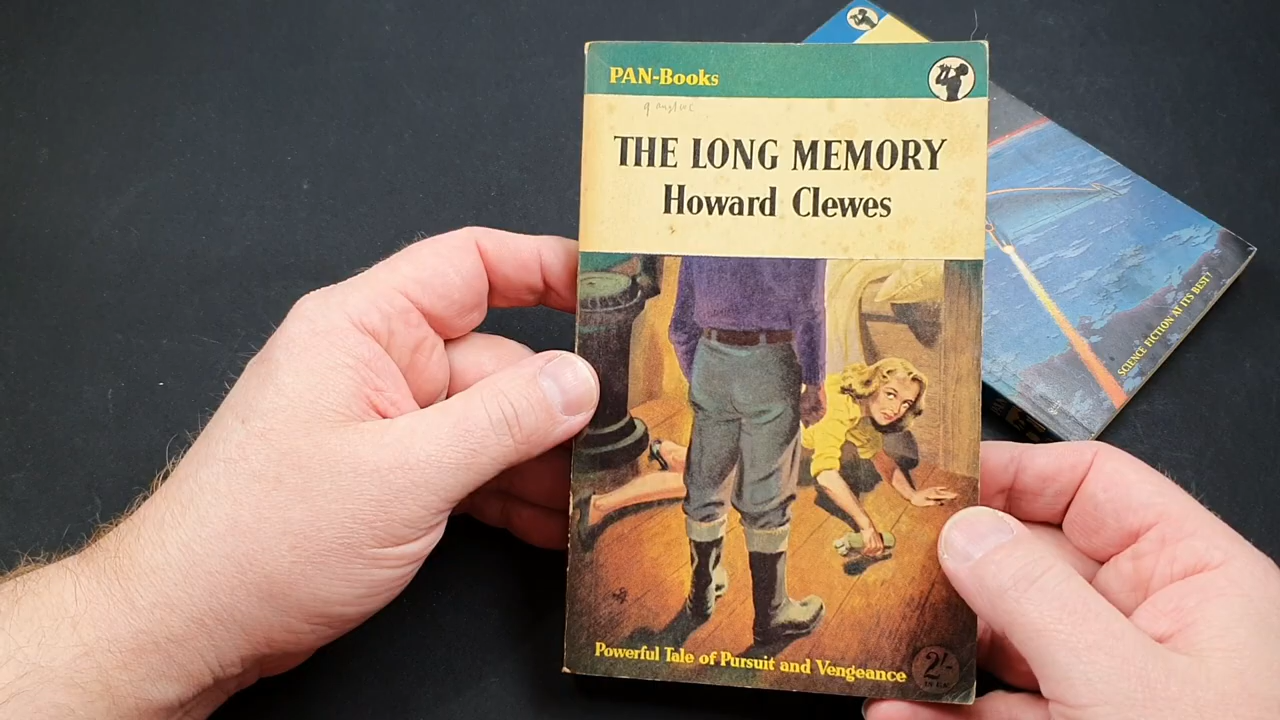 PAN-Books
THE LONG MEMORY
Howard Clewes
Powerful Tale of Pursuit and Vengeance
2/-
SCIENCE FICTION AT ITS BEST!
PAN